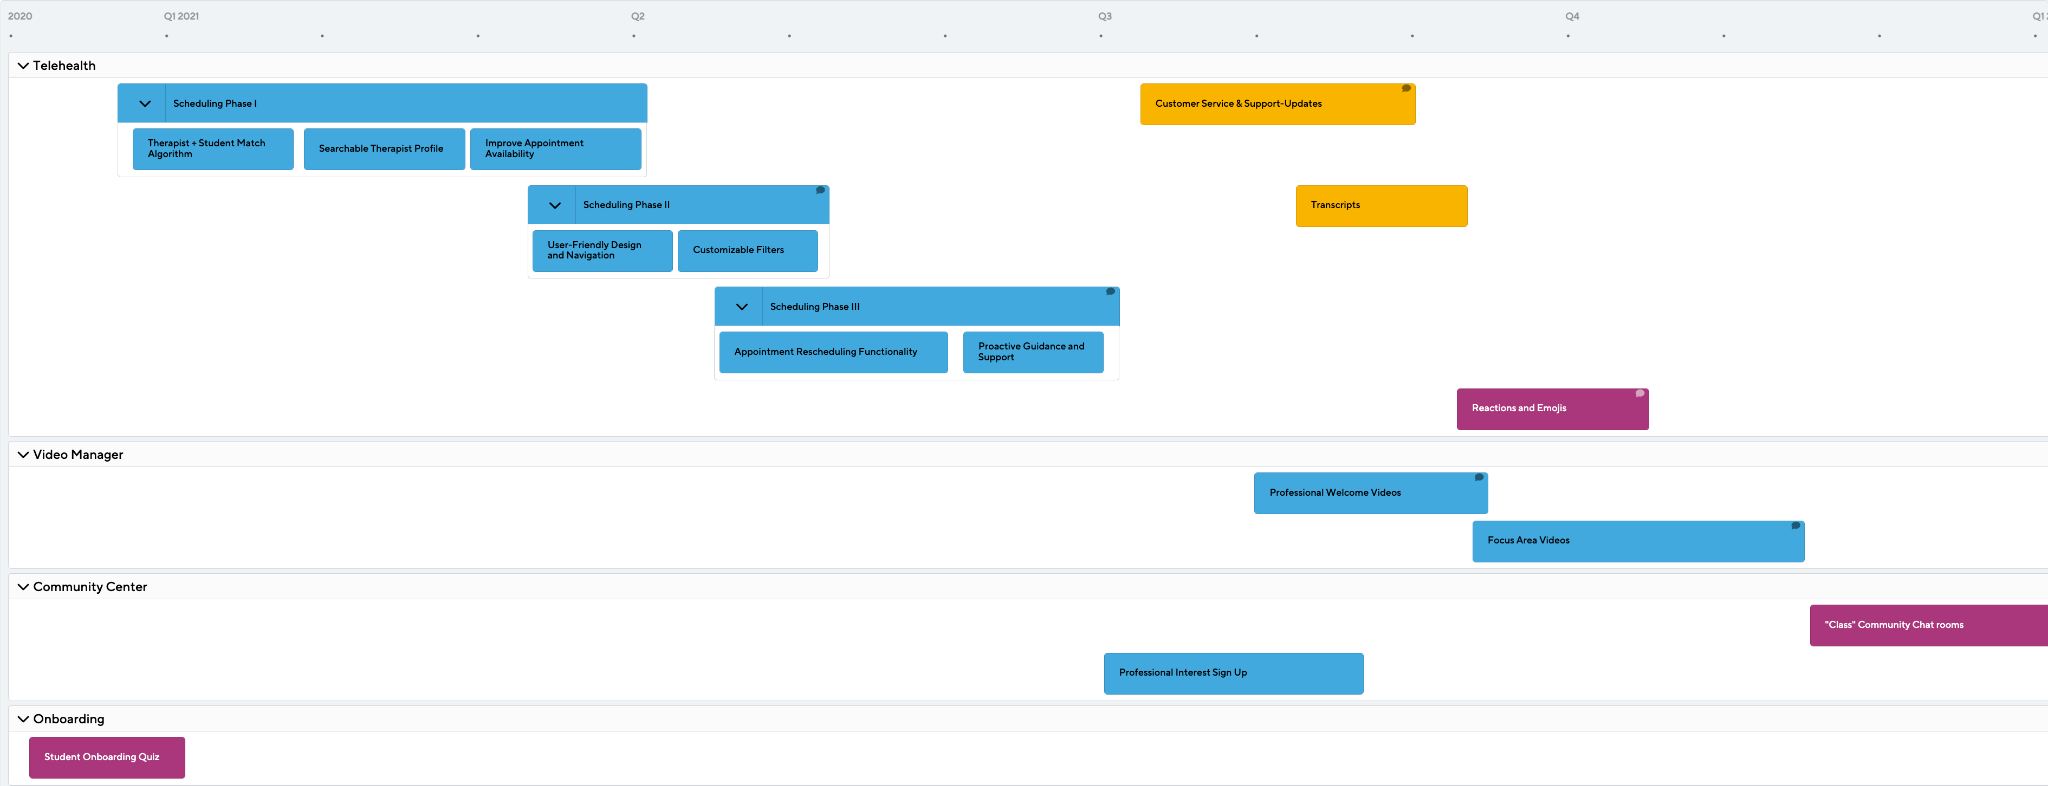 2020
Q1 2021
Q2
Q3
Q4
Q1
Telehealth
Scheduling Phase I
Customer Service & Support-Updates
Therapist + Student Match
Algorithm
Searchable Therapist Profile
Improve Appointment
Availability
Scheduling Phase II
Transcripts
User-Friendly Design
and Navigation
Customizable Filters
Scheduling Phase III
Appointment Rescheduling Functionality
Proactive Guidance and
Support
Reactions and Emojis
Video Manager
Professional Welcome Videos
Focus Area Videos
Community Center
"Class" Community Chat rooms
Professional Interest Sign Up
Onboarding
Student Onboarding Quiz